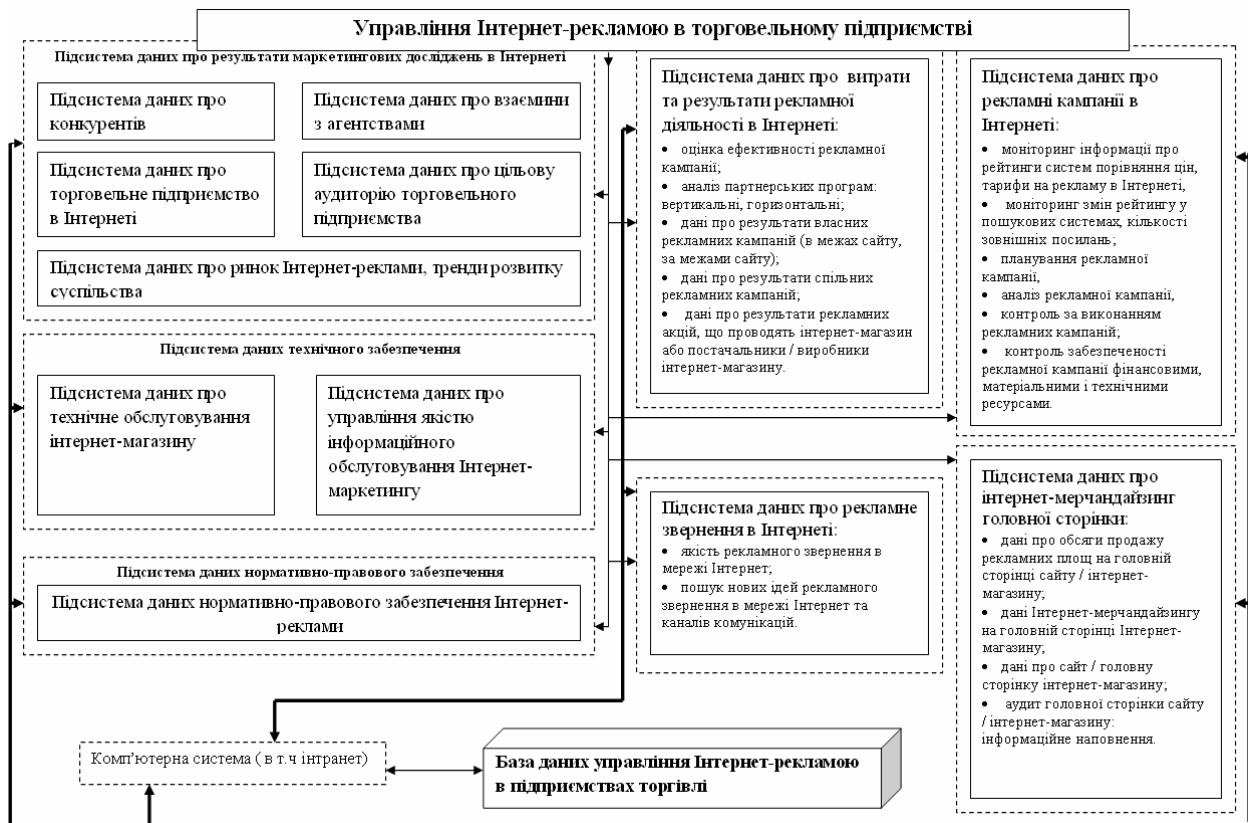 Управління Інтернет-рекламою в торговельному підприємстві
Підсистема даних про результати маркетингових досліджень в Інтернеті
Підсистема даних про
конкурентів
Підсистема даних про взаємини
з агентствами
Підсистема даних про
торговельне підприємство
в Інтернеті
Підсистема даних про цільову
аудиторію торговельного
підприємства
Підсистема даних про ринок Інтернет-реклами, тренди розвитку
суспільства
Підсистема даних технічного забезпечення
Підсистема даних про
технічне обслуговування
інтернет-магазину
Підсистема даних про
управління якістю
інформаційного
обслуговування Інтернет-
маркетингу
Підсистема даних нормативно-правового забезпечення
Підсистема даних нормативно-правового забезпечення Інтернет-
реклами
Підсистема даних про витрати
та результати рекламної
діяльності в Інтернеті:
• оцінка ефективності рекламної
кампанії;
• аналіз партнерських програм:
вертикальні, горизонтальні;
• дані про результати власних
рекламних кампаній (в межах сайту,
за межами сайту);
• дані про результати спільних
рекламних кампаній;
• дані про результати рекламних
акцій, що проводять інтернет-магазин
або постачальники / виробники
інтернет-магазину.
Підсистема даних про рекламне
звернення в Інтернеті:
• якість рекламного звернення в
мережі Інтернет;
• пошук нових ідей рекламного
звернення в мережі Інтернет та
каналів комунікацій.
Підсистема даних про
рекламні кампанії в
Інтернеті:
• моніторинг інформації про
рейтинги систем порівняння цін,
тарифи на рекламу в Інтернеті,
• моніторинг змін рейтингу у
пошукових системах, кількості
зовнішніх посилань;
• планування рекламної
кампанії,
• аналіз рекламної кампанії,
• контроль за виконанням
рекламних кампаній;
• контроль забезпеченості
рекламної кампанії фінансовими,
матеріальними і технічними
ресурсами.
Підсистема даних про
інтернет-мерчандайзинг
головної сторінки:
• дані про обсяги продажу
рекламних площ на головній
сторінці сайту / інтернет-
магазину;
• дані Інтернет-мерчандайзингу
на головній сторінці Інтернет-
магазину;
• дані про сайт / головну
сторінку інтернет-магазину;
• аудит головної сторінки сайту
/ інтернет-магазину:
інформаційне наповнення.
Комп'ютерна система ( в т.ч інтранет)
База даних управління Інтернет-рекламою
в підприємствах торгівлі